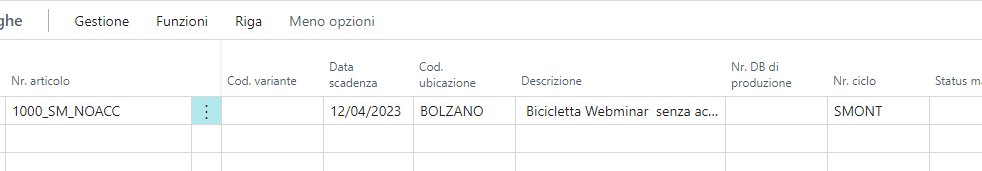 ghe Gestione Funzioni Riga Meno opzioni
Nr. articolo Cod. variante Data scadenza Cod. ubicazione Descrizione Nr. DB di produzione Nr. ciclo Status ma
1000_SM_NOACC 12/04/2023 BOLZANO Bicicletta Webminar senza ac... SMONT